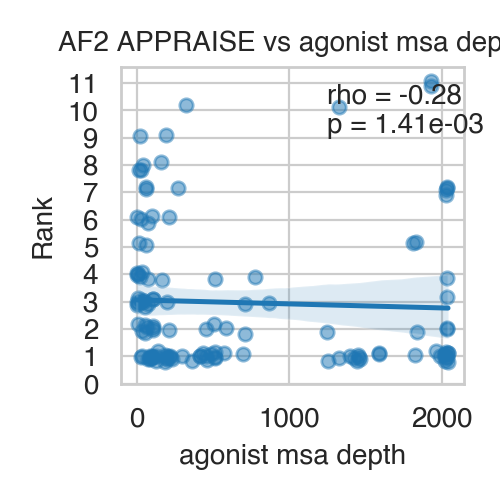 AF2 APPRAISE vs agonist msa dep
rho = -0.28
p = 1.41e-03
11
10
9
8
7
6
5
4
3
2
1
0
Rank
0 1000 2000
agonist msa depth